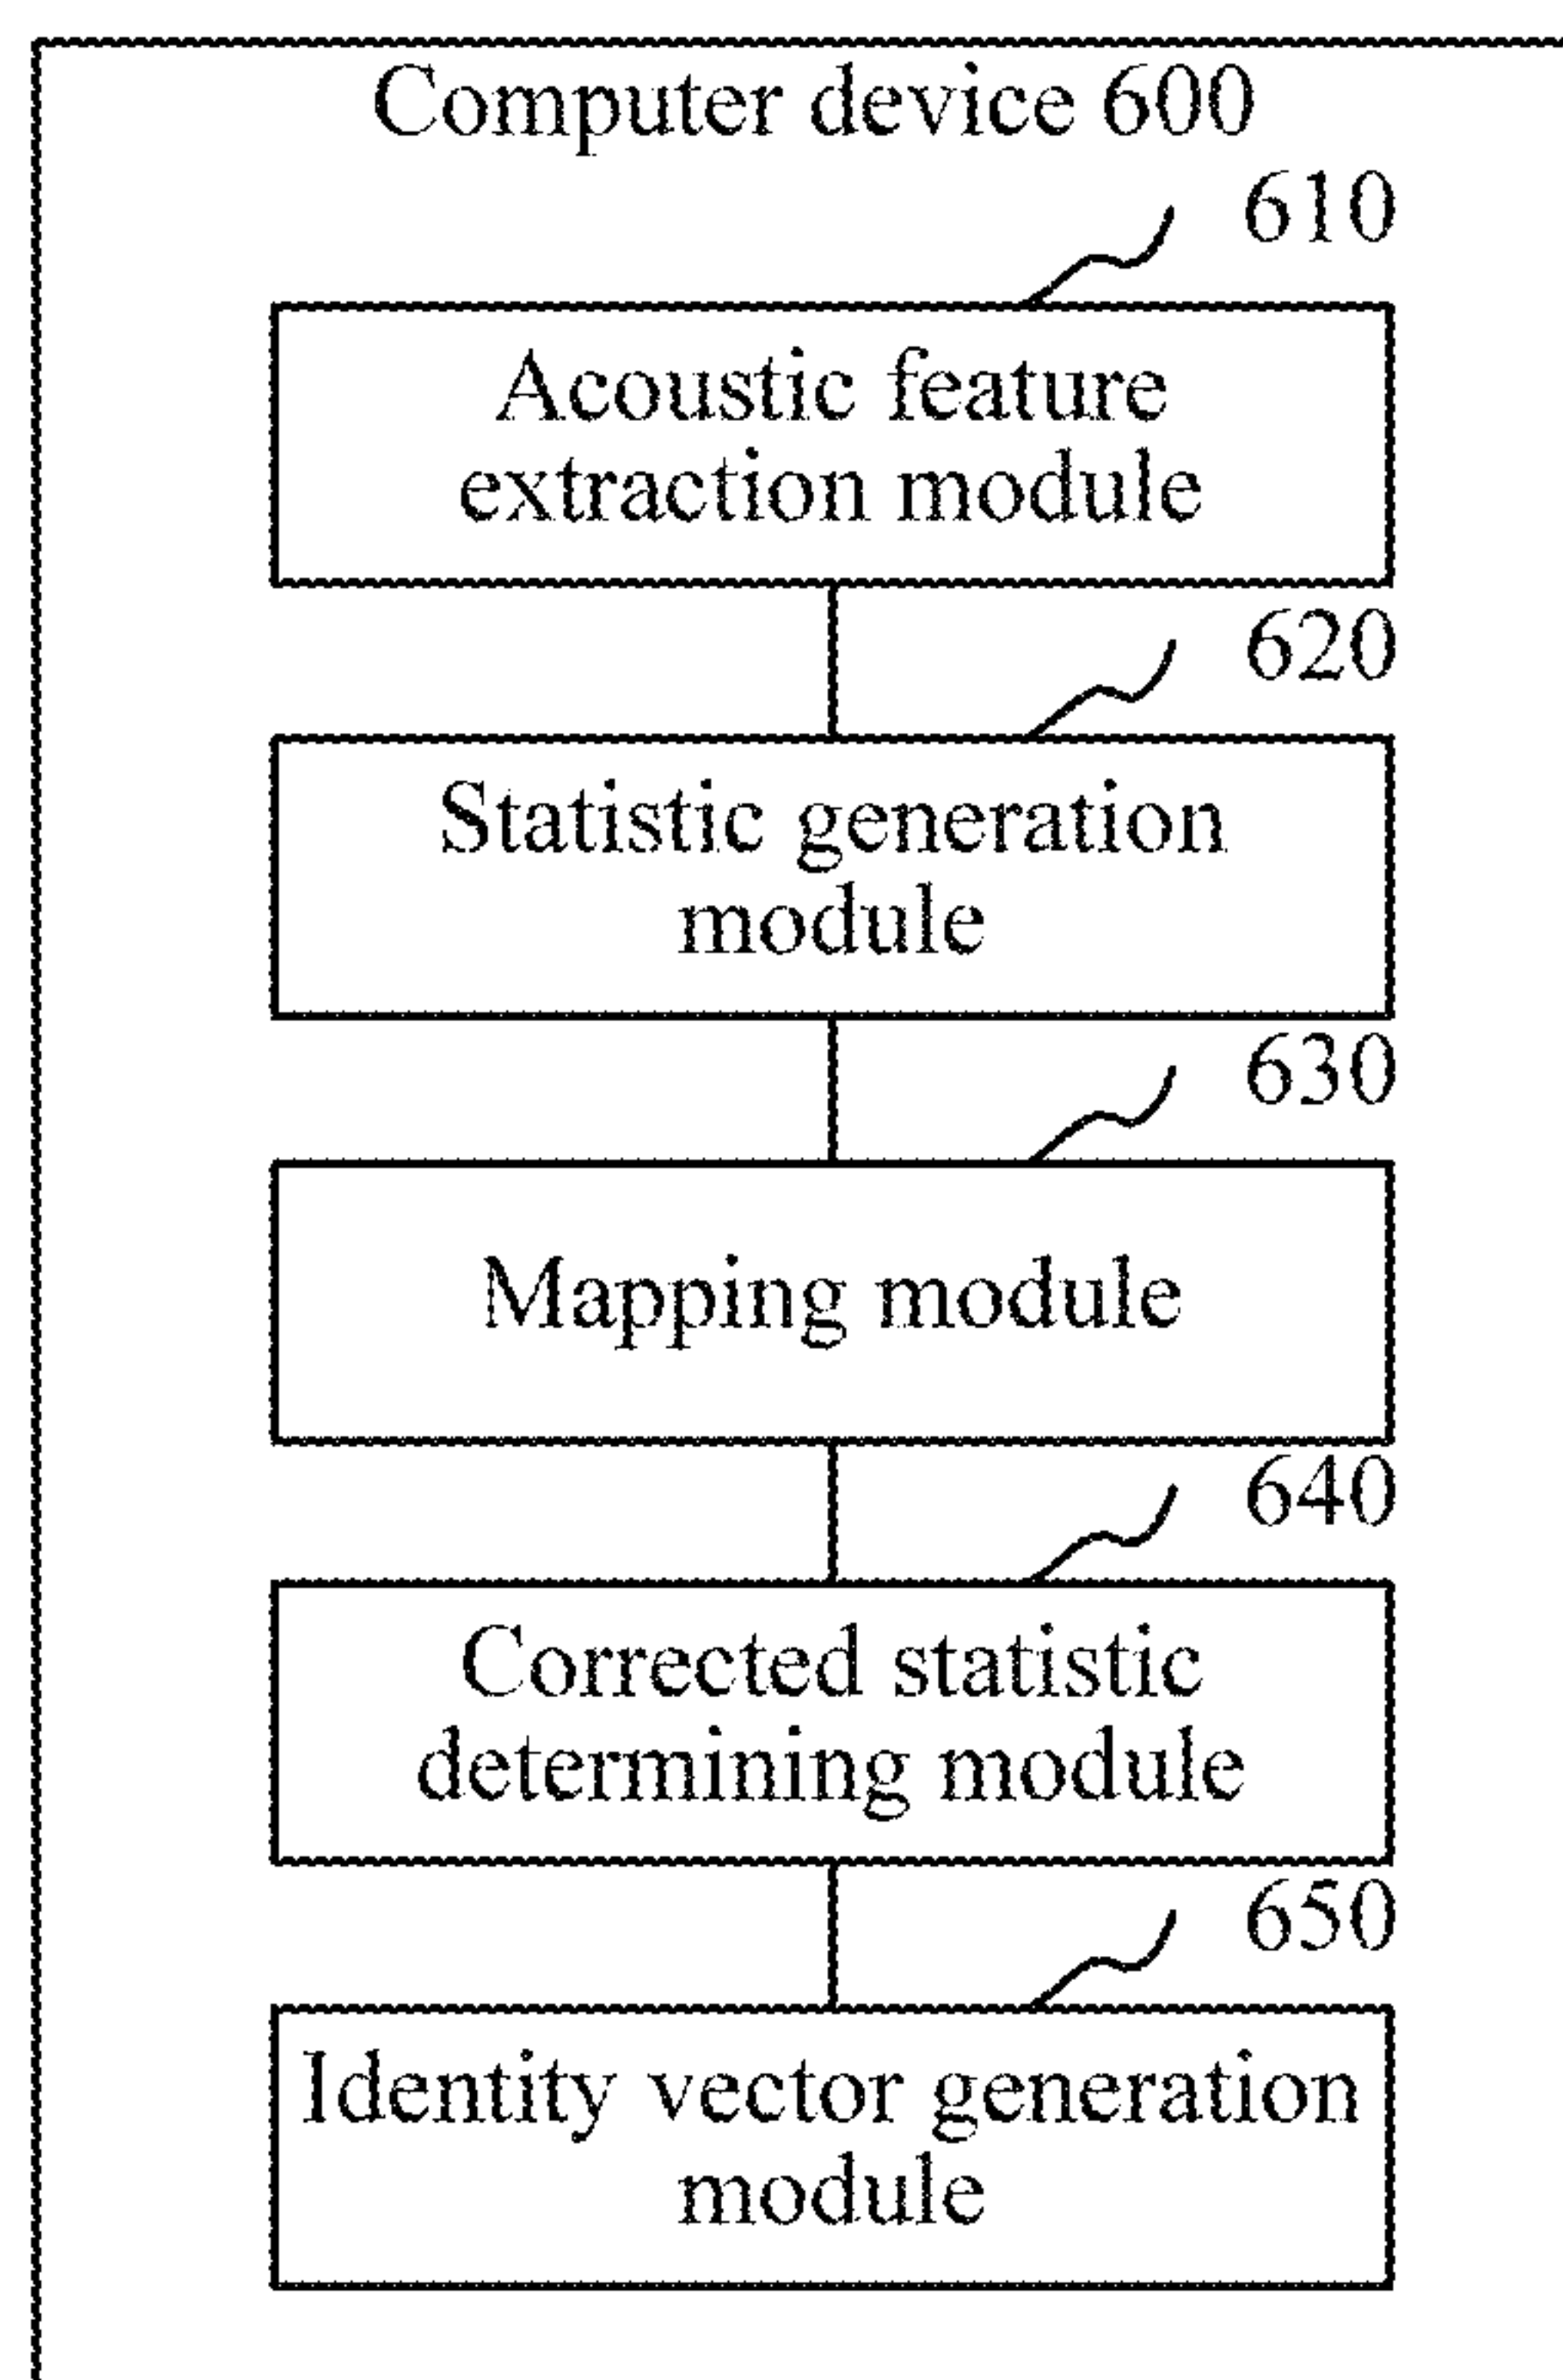 Computer device 600
610
Acoustic feature
extraction module
620
Statistic generation
module
630
Mapping module
640
Corrected statistic
determining module
650
Identity vector generation
module